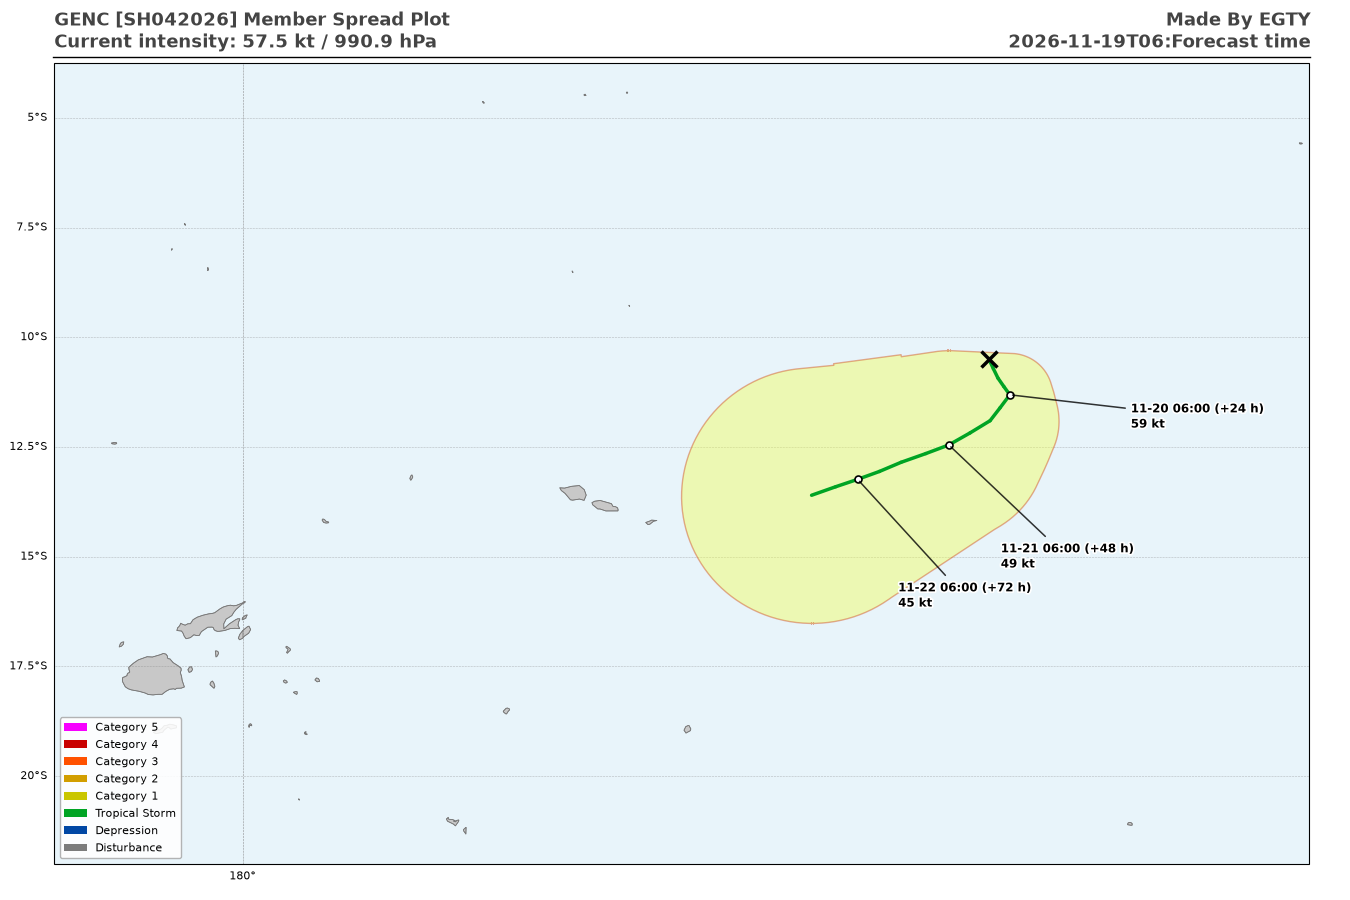 GENC [SH042026] Member Spread Plot
Current intensity: 57.5 kt / 990.9 hPa
Made By EGTY
2026-11-19T06:Forecast time
5°S
7.5°S
10°S
12.5°S
15°S
17.5°S
20°S
180°
11-20 06:00 (+24 h)
59 kt
11-21 06:00 (+48 h)
49 kt
11-22 06:00 (+72 h)
45 kt
Category 5
Category 4
Category 3
Category 2
Category 1
Tropical Storm
Depression
Disturbance